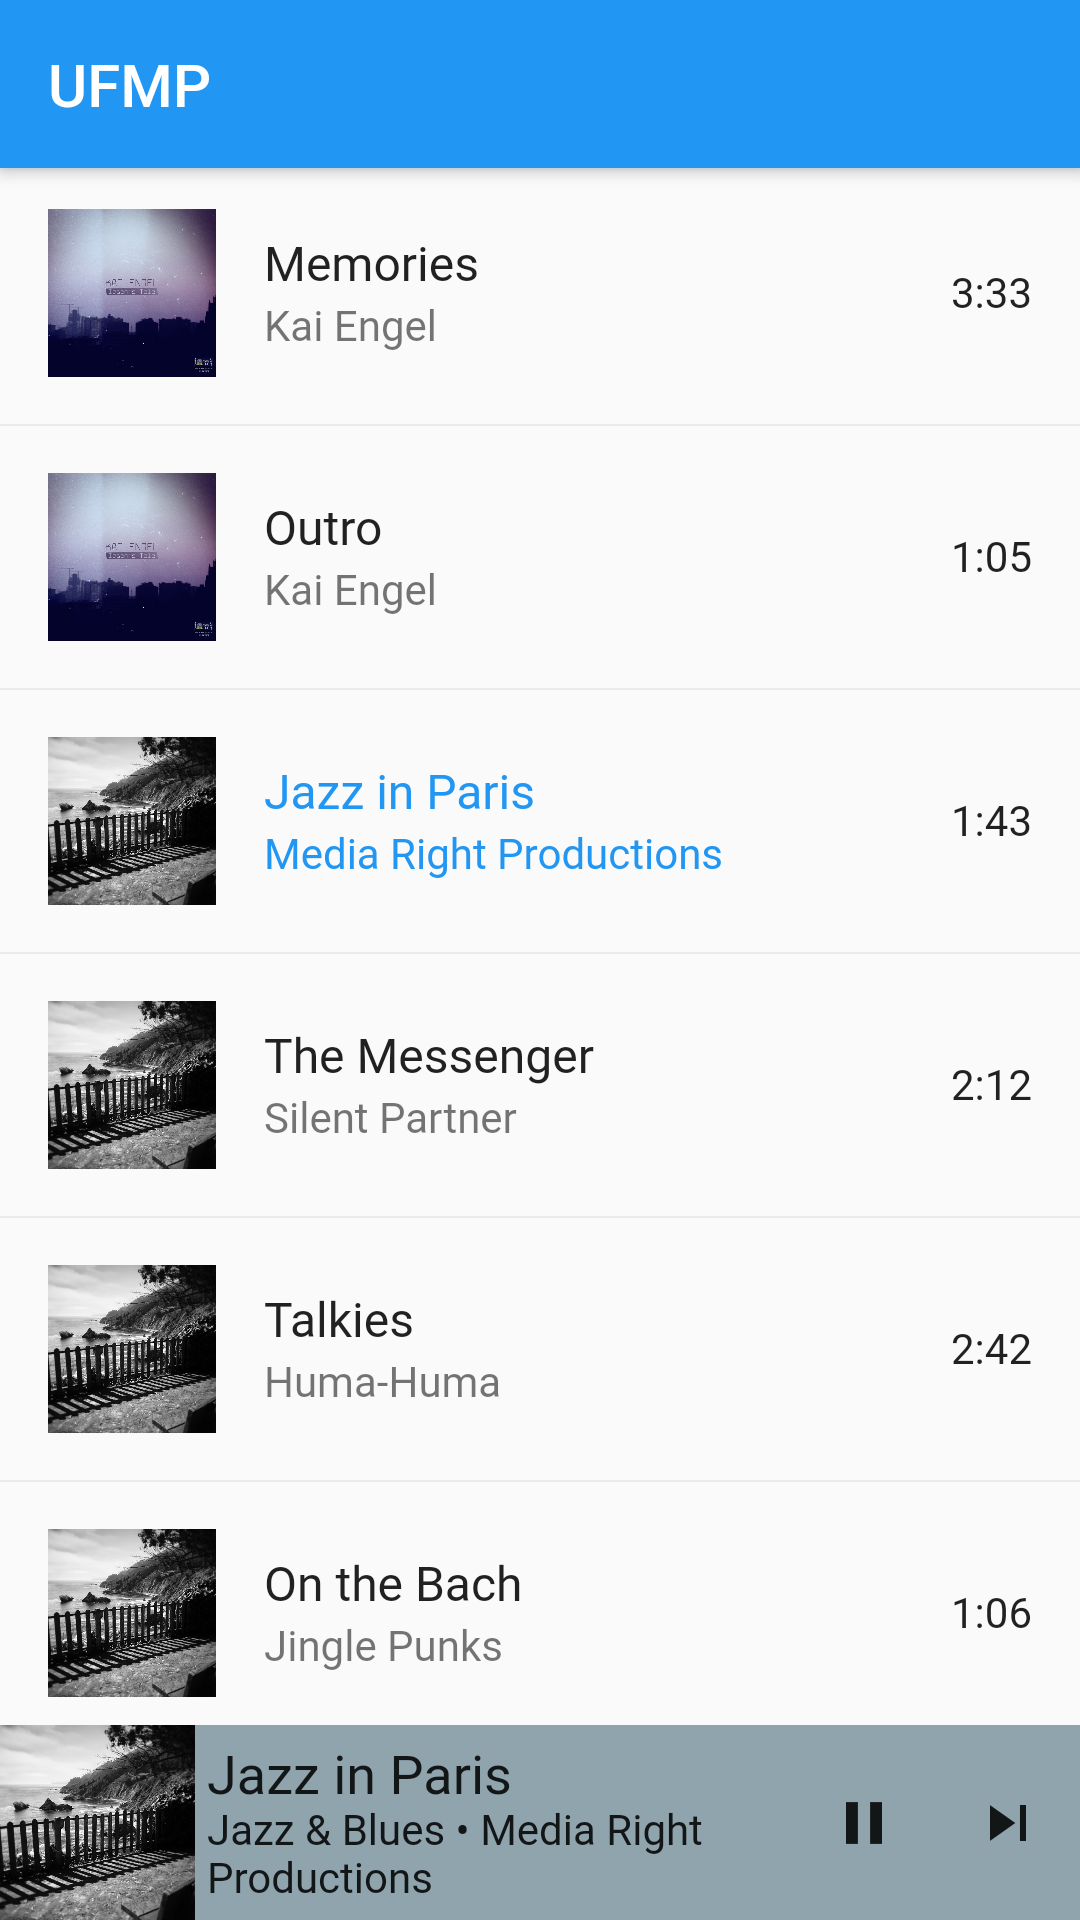 UFMP
Memories
Kai Engel
3:33
Outro
Kai Engel
1:05
Jazz in Paris
Media Right Productions
1:43
The Messenger
Silent Partner
2:12
Talkies
Huma-Huma
2:42
On the Bach
Jingle Punks
1:06
Jazz in Paris
Jazz & Blues • Media Right
Productions